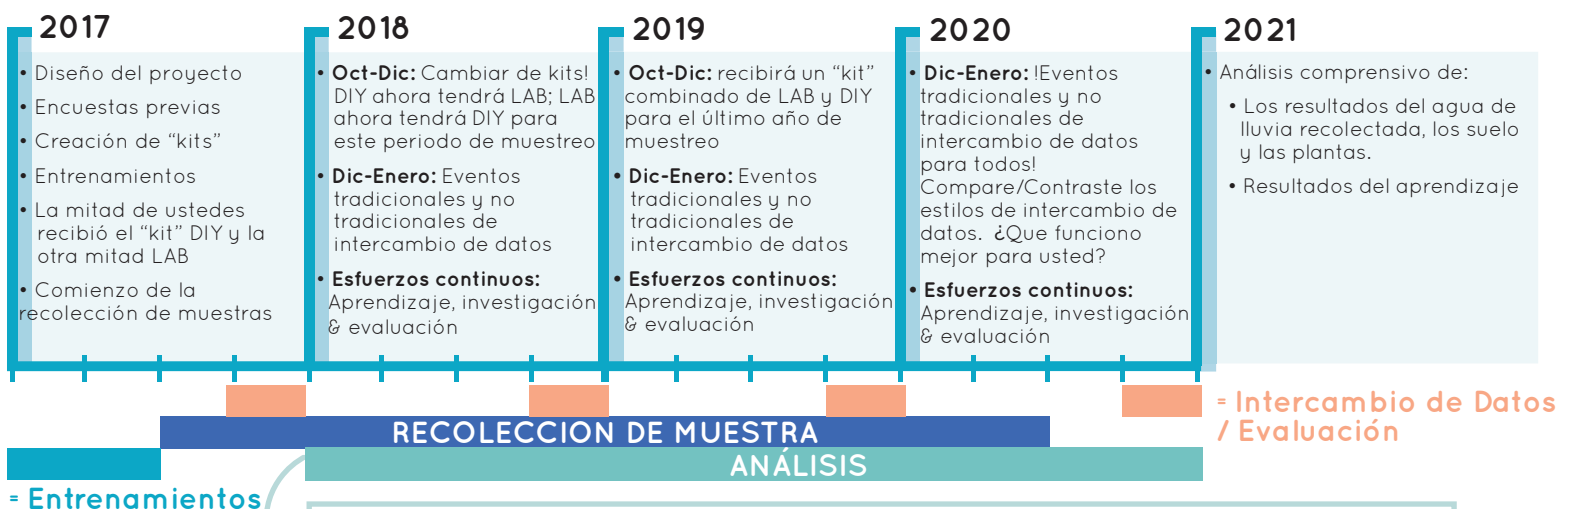 2017
• Diseño del proyecto
• Encuestas previas
• Creación de “kits”
• Entrenamientos
• La mitad de ustedes
recibió el “kit” DIY y la
otra mitad LAB
• Comienzo de la
recolección de muestras
2018
• Oct-Dic: Cambiar de kits!
DIY ahora tendrá LAB; LAB
ahora tendrá DIY para
este periodo de muestreo
• Dic-Enero: Eventos
tradicionales y no
tradicionales de
intercambio de datos
• Esfuerzos continuos:
Aprendizaje, investigación
& evaluación
2019
• Oct-Dic: recibirá un “kit”
combinado de LAB y DIY
para el último año de
muestreo
• Dic-Enero: Eventos
tradicionales y no
tradicionales de
intercambio de datos
• Esfuerzos continuos:
Aprendizaje, investigación
& evaluación
2020
• Dic-Enero: !Eventos
tradicionales y no
tradicionales de
intercambio de datos
para todos!
Compare/Contraste los
estilos de intercambio de
datos. ¿Que funciono
mejor para usted?
• Esfuerzos continuos:
Aprendizaje, investigación
& evaluación
2021
• Análisis comprensivo de:
• Los resultados del agua de
lluvia recolectada, los suelo
y las plantas.
• Resultados del aprendizaje
= Intercambio de Datos
/ Evaluación
RECOLECCION DE MUESTRA
ANÁLISIS
= Entrenamientos